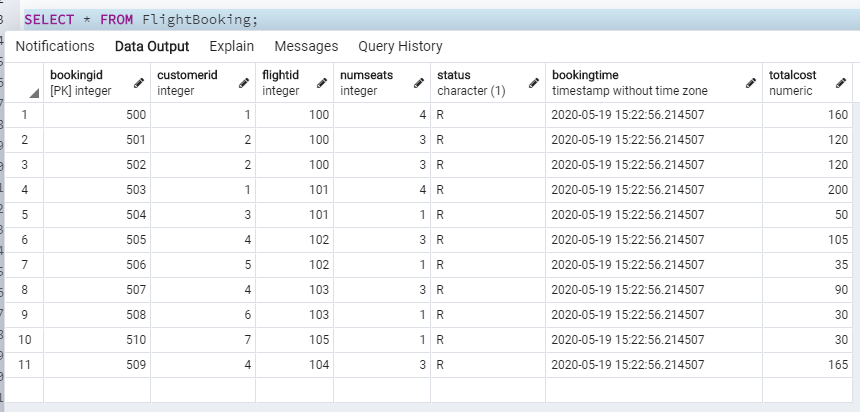 SELECT * FROM FlightBooking;
Notifications Data Output Explain Messages Query History
bookingid customerid flightid numseats status bookingtime totalcost
[PK] integer integer integer integer character (1) timestamp without time zone numeric
1 500 1 100 4 R 2020-05-19 15:22:56.214507 160
2 501 2 100 3 R 2020-05-19 15:22:56.214507 120
3 502 2 100 3 R 2020-05-19 15:22:56.214507 120
4 503 1 101 4 R 2020-05-19 15:22:56.214507 200
5 504 3 101 1 R 2020-05-19 15:22:56.214507 50
6 505 4 102 3 R 2020-05-19 15:22:56.214507 105
7 506 5 102 1 R 2020-05-19 15:22:56.214507 35
8 507 4 103 3 R 2020-05-19 15:22:56.214507 90
9 508 6 103 1 R 2020-05-19 15:22:56.214507 30
10 510 7 105 1 R 2020-05-19 15:22:56.214507 30
11 509 4 104 3 R 2020-05-19 15:22:56.214507 165